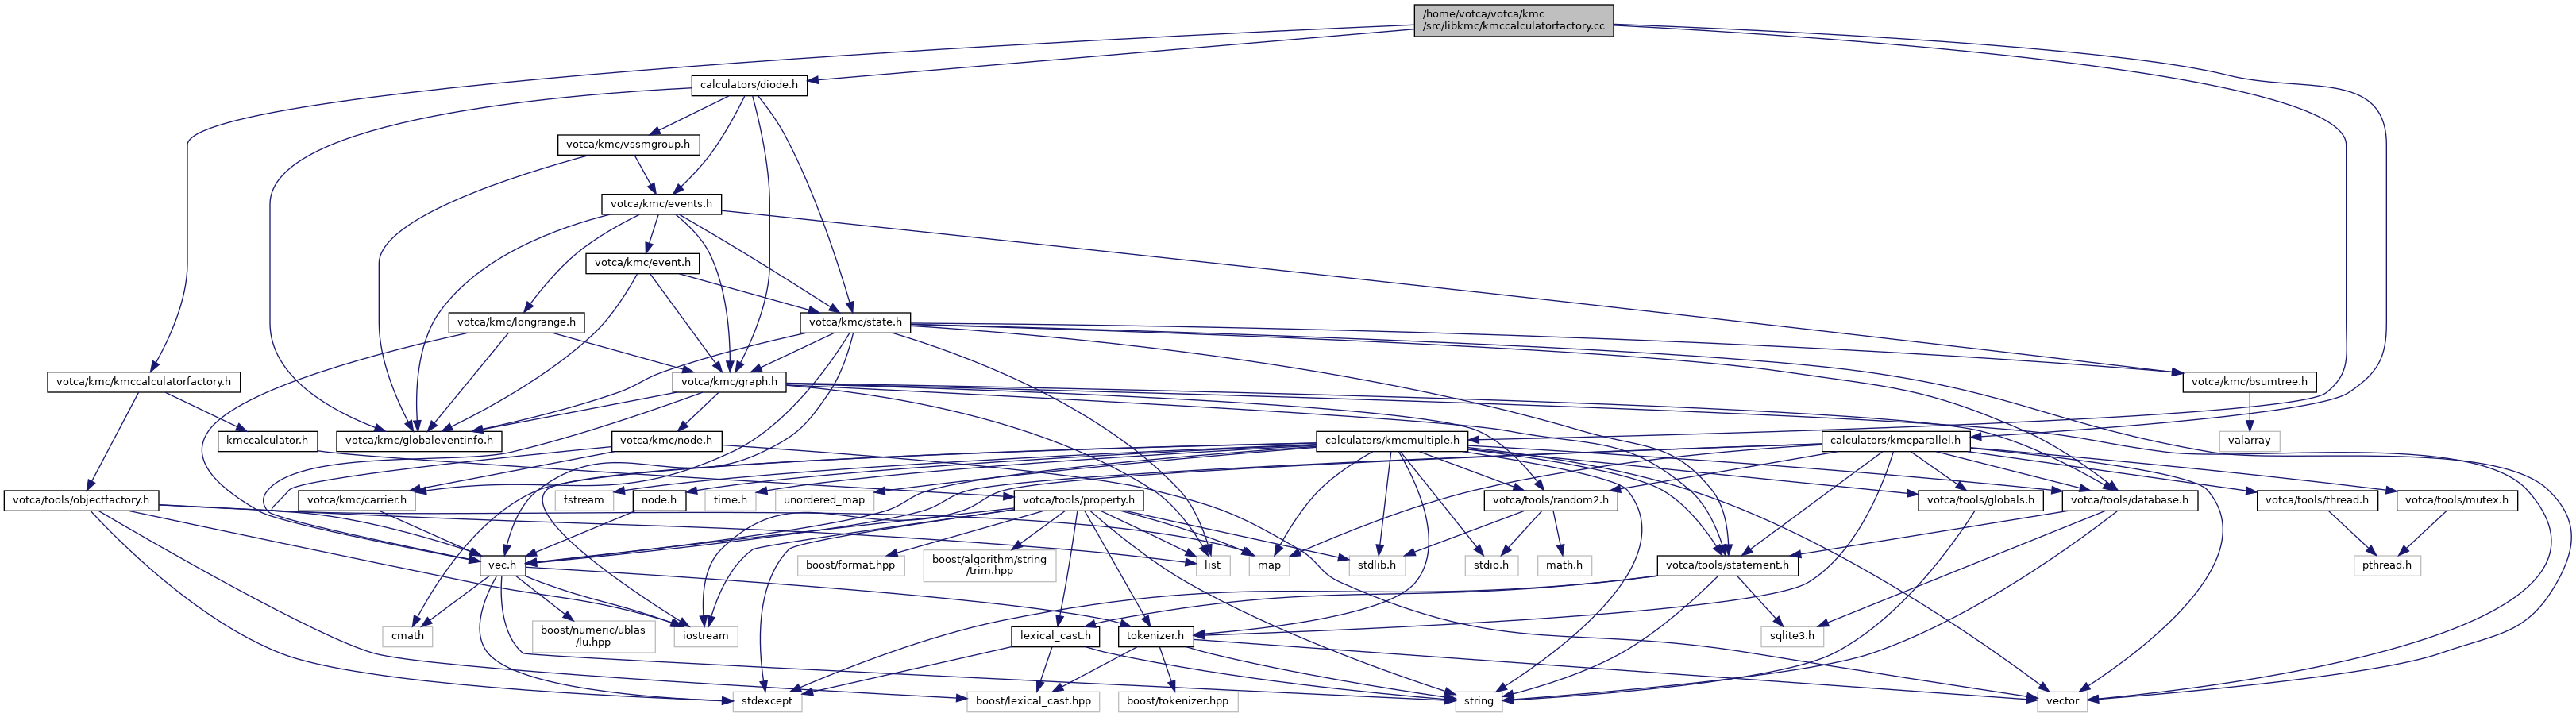 /home/votca/votca/kmc
/src/libkmc/kmccalculatorfactory.cc
calculators/diode.h
votca/kmc/vssmgroup.h
votca/kmc/events.h
votca/kmc/event.h
votca/kmc/longrange.h
votca/kmc/state.h
votca/kmc/kmccalculatorfactory.h
votca/kmc/graph.h
votca/kmc/bsumtree.h
kmccalculator.h
votca/kmc/globaleventinfo.h
votca/kmc/node.h
calculators/kmcmultiple.h
calculators/kmcparallel.h
valarray
votca/tools/objectfactory.h
votca/kmc/carrier.h
fstream
node.h
time.h
unordered_map
votca/tools/property.h
votca/tools/random2.h
votca/tools/globals.h
votca/tools/database.h
votca/tools/thread.h
votca/tools/mutex.h
vec.h
boost/format.hpp
boost/algorithm/string
/trim.hpp
list
map
stdlib.h
stdio.h
math.h
votca/tools/statement.h
pthread.h
cmath
boost/numeric/ublas
/lu.hpp
iostream
lexical_cast.h
tokenizer.h
sqlite3.h
stdexcept
boost/lexical_cast.hpp
boost/tokenizer.hpp
string
vector